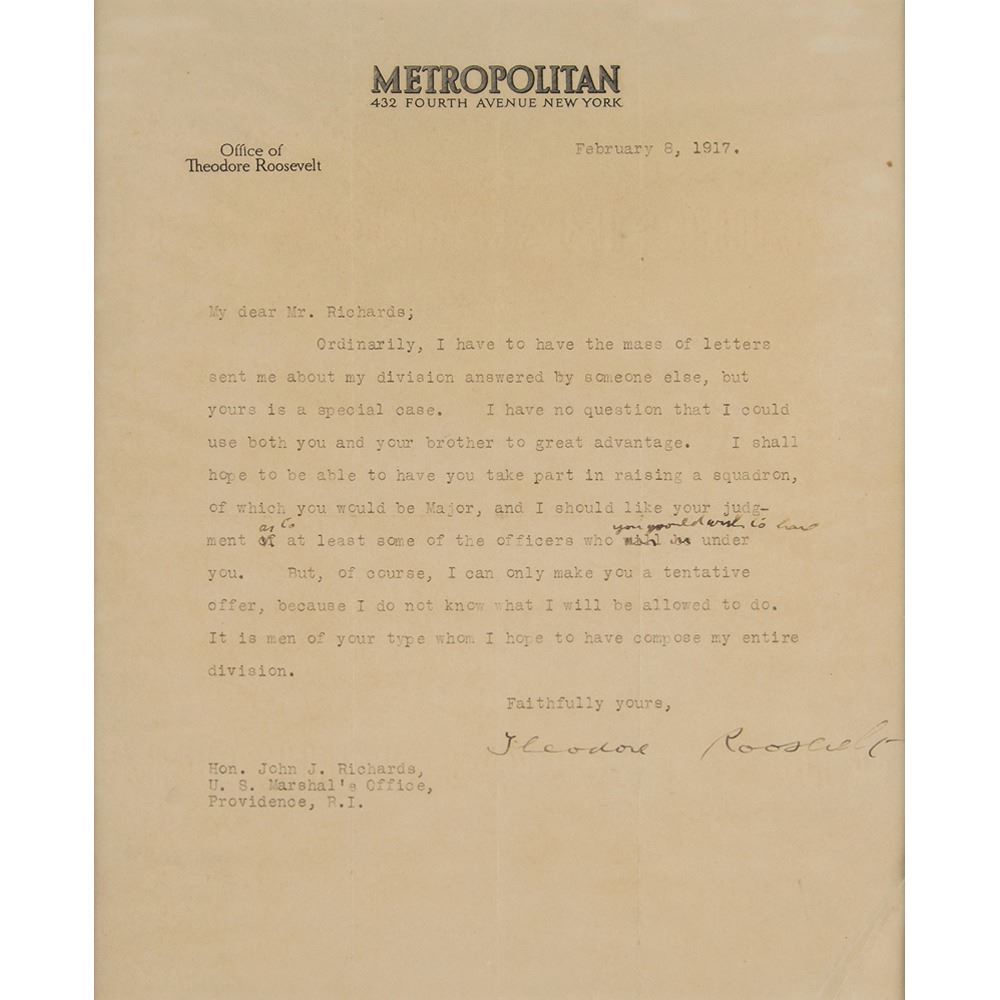 METROPOLITAN
432 FOURTH AVENUE NEW YORK
Office of
Theodore Roosevelt
February 8, 1917.
My dear Mr. Richards;
Ordinarily, I have to have the mass of letters
sent me about my division answered by someone else, but
yours is a special case. I have no question that I could
use both you and your brother to great advantage. I shall
hope to be able to have you take part in raising a squadron,
of which you would be Major, and I should like your judg-
as to you would wish to have
ment of at least some of the officers who will be under
you. But, of course, I can only make you a tentative
offer, because I do not know what I will be allowed to do.
It is men of your type whom I hope to have compose my entire
division.
Faithfully yours,
Theodore Roosevelt
Hon. John J. Richards,
U. S. Marshal's Office,
Providence, R.I.